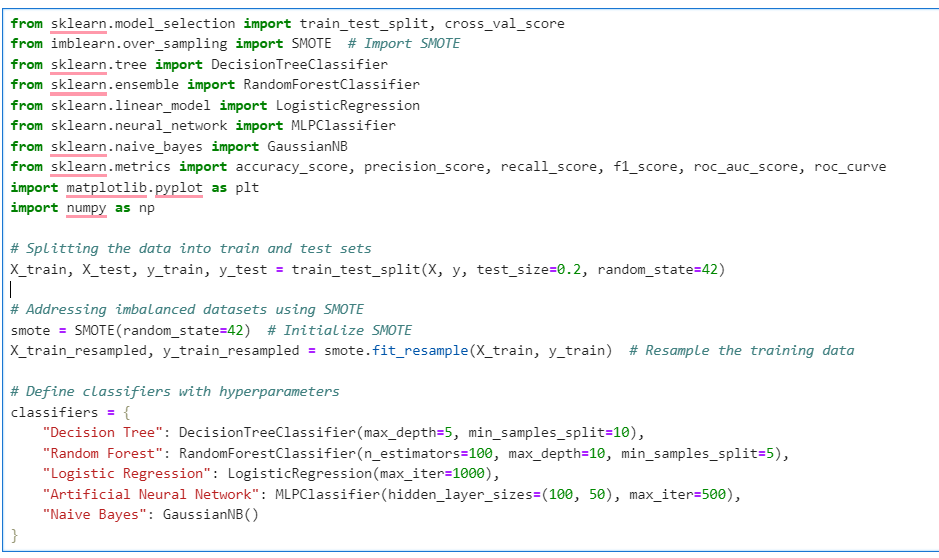 from sklearn.model_selection import train_test_split, cross_val_score
from imblearn.over_sampling import SMOTE  # Import SMOTE
from sklearn.tree import DecisionTreeClassifier
from sklearn.ensemble import RandomForestClassifier
from sklearn.linear_model import LogisticRegression
from sklearn.neural_network import MLPClassifier
from sklearn.naive_bayes import GaussianNB
from sklearn.metrics import accuracy_score, precision_score, recall_score, f1_score, roc_auc_score, roc_curve
import matplotlib.pyplot as plt
import numpy as np

# Splitting the data into train and test sets
X_train, X_test, y_train, y_test = train_test_split(X, y, test_size=0.2, random_state=42)

# Addressing imbalanced datasets using SMOTE
smote = SMOTE(random_state=42)  # Initialize SMOTE
X_train_resampled, y_train_resampled = smote.fit_resample(X_train, y_train)  # Resample the training data

# Define classifiers with hyperparameters
classifiers = {
    "Decision Tree": DecisionTreeClassifier(max_depth=5, min_samples_split=10),
    "Random Forest": RandomForestClassifier(n_estimators=100, max_depth=10, min_samples_split=5),
    "Logistic Regression": LogisticRegression(max_iter=1000),
    "Artificial Neural Network": MLPClassifier(hidden_layer_sizes=(100, 50), max_iter=500),
    "Naive Bayes": GaussianNB()
}